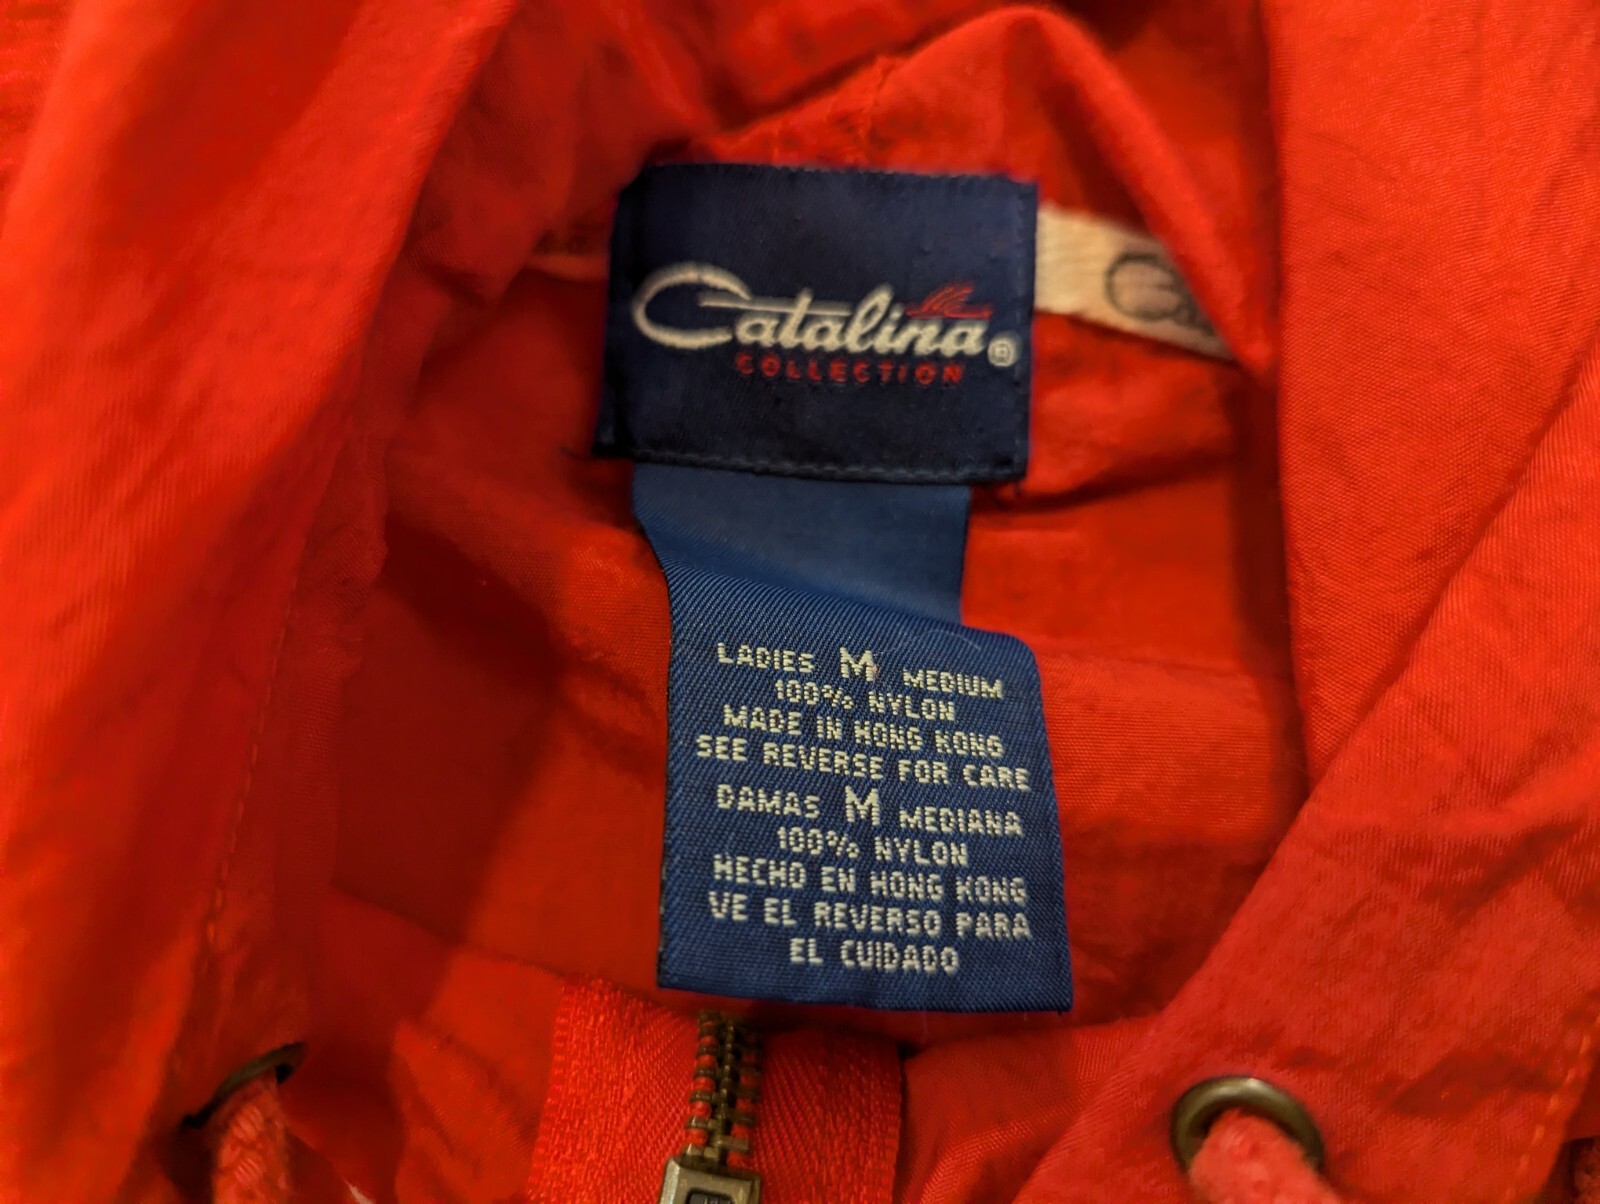 Catalina®
COLLECTION
LADIES M MEDIUM
100% NYLON
MADE IN HONG KONG
SEE REVERSE FOR CARE
DAMAS M MEDIANA
100% NYLON
HECHO EN HONG KONG
VE EL REVERSO PARA
EL CUIDADO